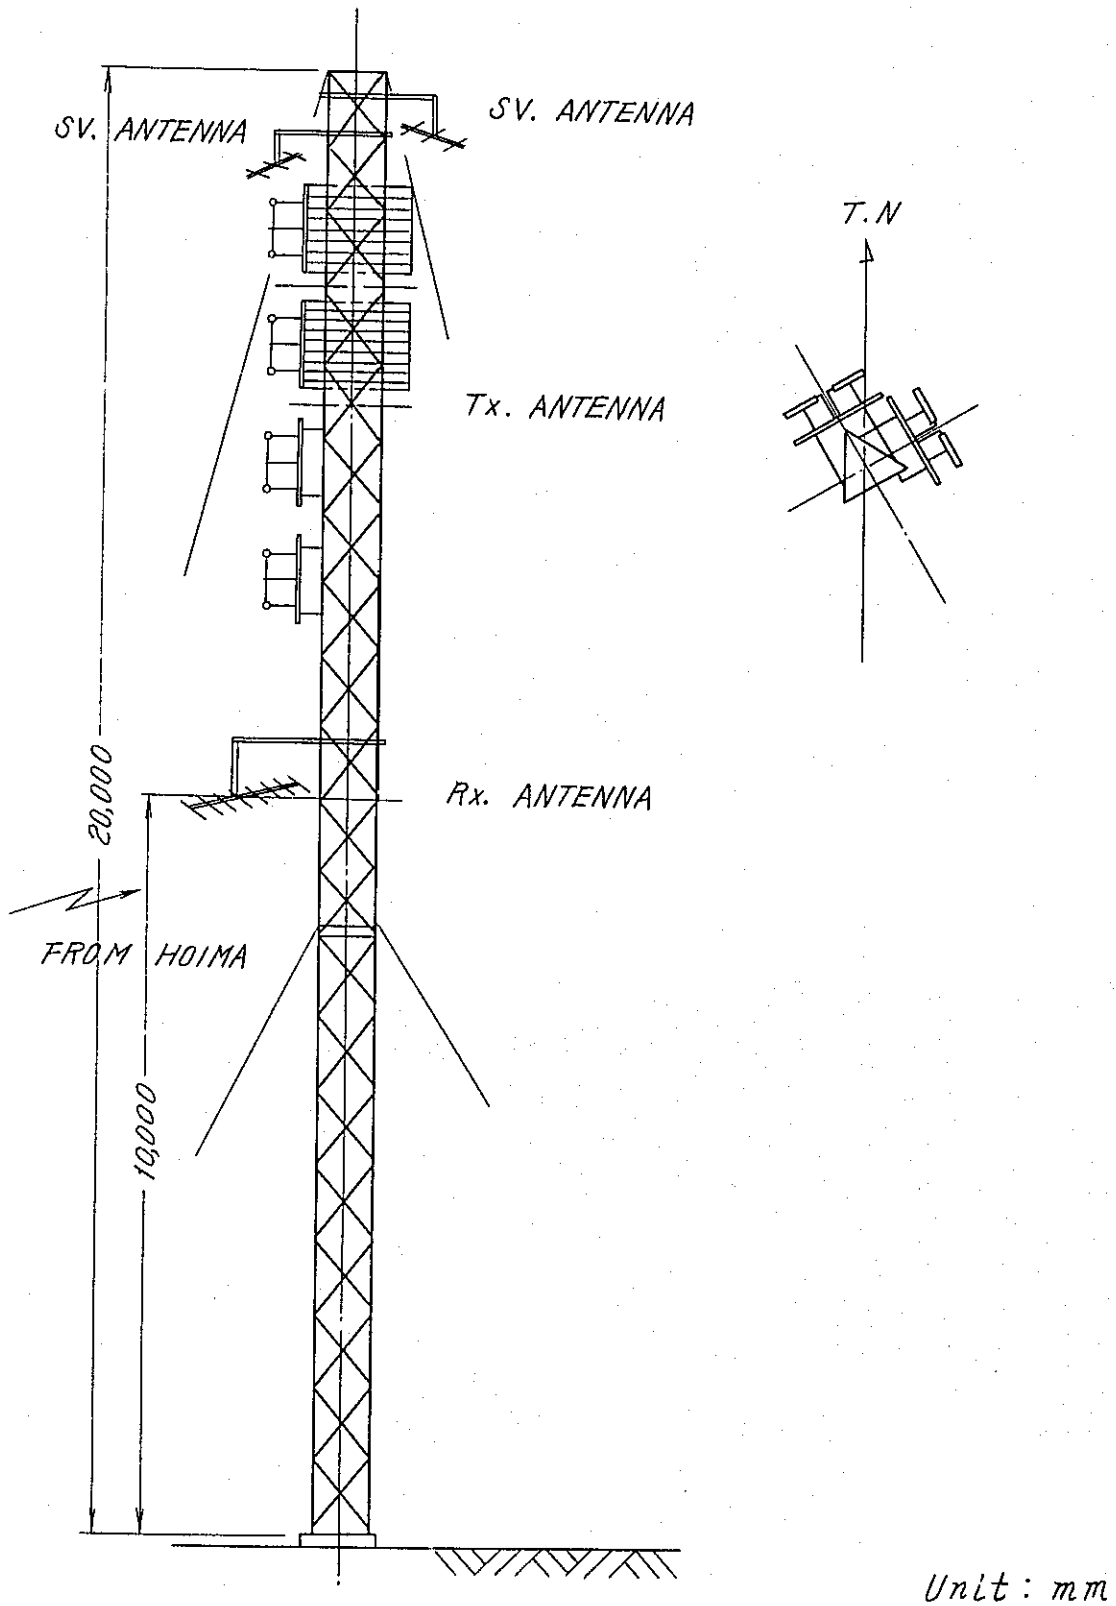 SV. ANTENNA
SV. ANTENNA
T.N
Tx. ANTENNA
20,000
Rx. ANTENNA
FROM HOIMA
10,000
Unit: mm